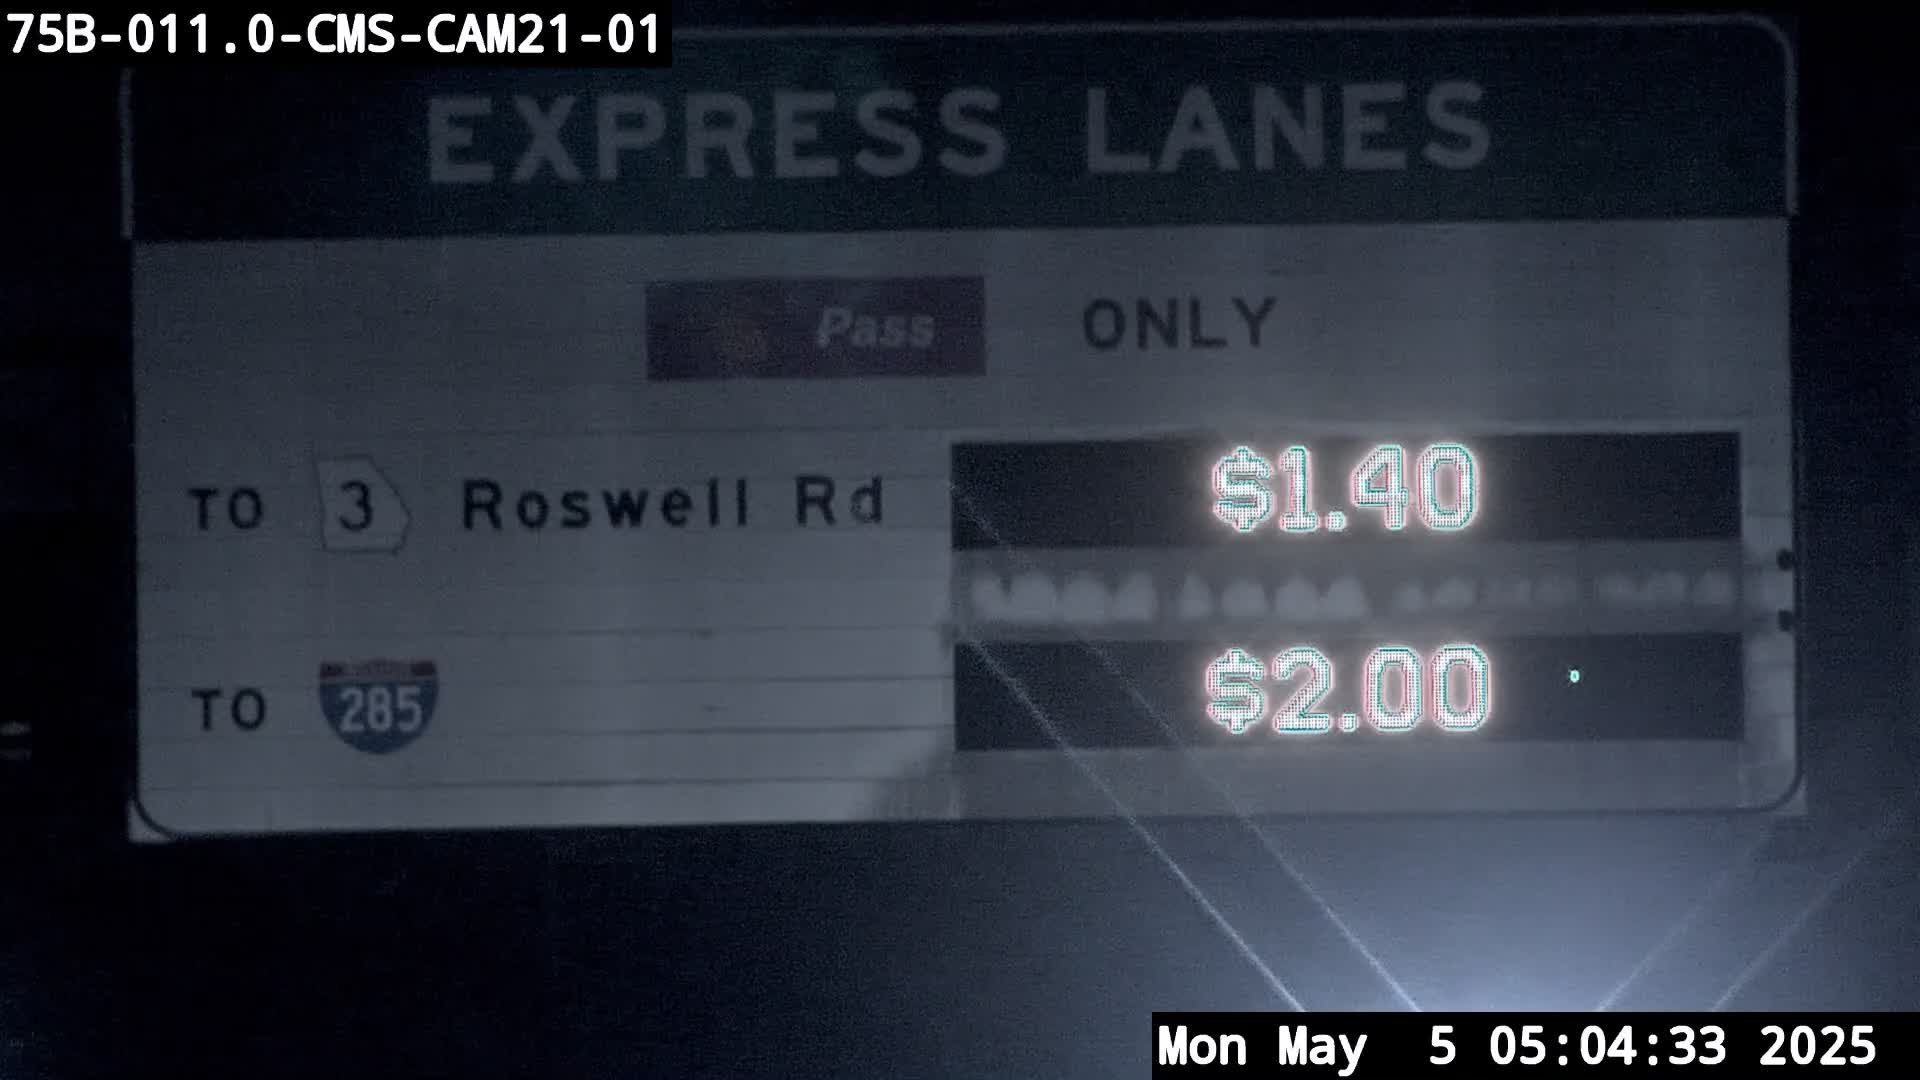 75B-011.0-CMS-CAM21-01
EXPRESS LANES
Pass ONLY
TO 3 Roswell Rd $1.40
TO 285 $2.00
Mon May 5 05:04:33 2025